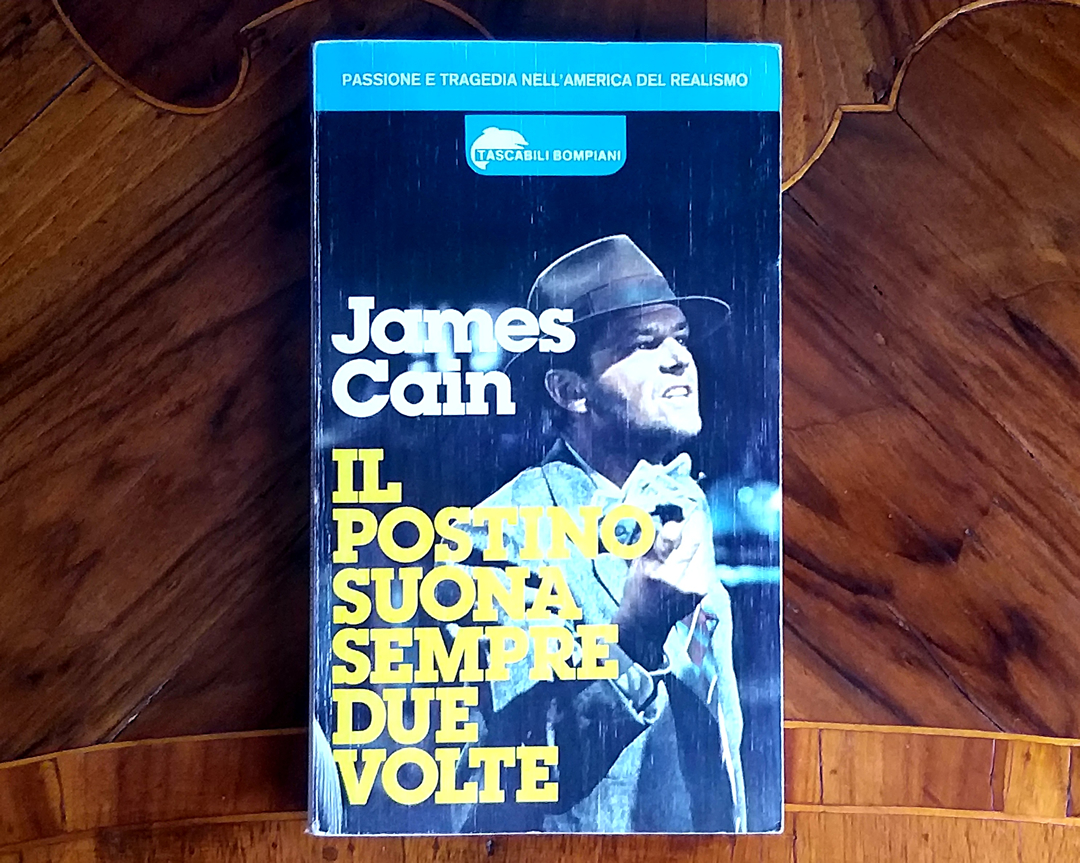 PASSIONE E TRAGEDIA NELL'AMERICA DEL REALISMO
TASCABILI BOMPIANI
James
Cain
IL
POSTINO
SUONA
SEMPRE
DUE
VOLTE